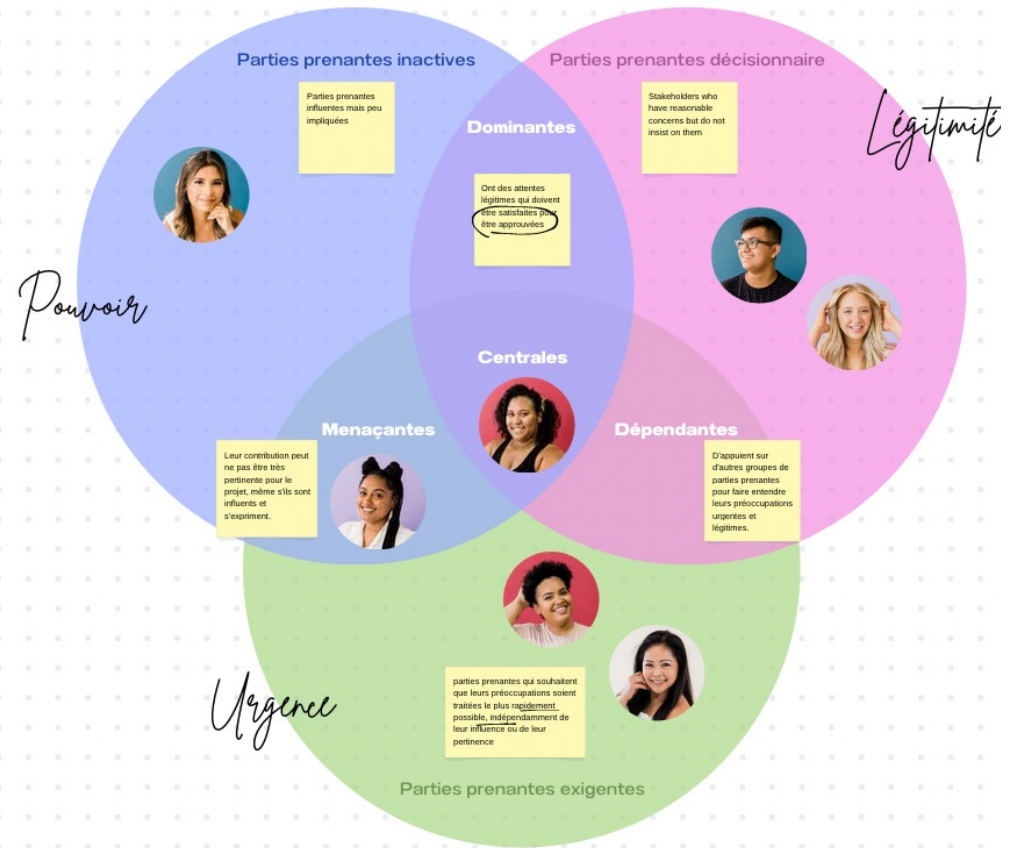 Parties prenantes inactives
Parties prenantes décisionnaire
Parties prenantes
influentes mais peu
impliquées
Stakeholders who
have reasonable
concerns but do not
insist on them
Légitimité
Dominantes
Ont des attentes
légitimes qui doivent
être satisfaites pour
être approuvées
Pouvoir
Centrales
Menaçantes
Dépendantes
Leur contribution peut
ne pas être très
pertinente pour le
projet, même s'ils sont
influents et
s'expriment.
D'appuient sur
d'autres groupes de
parties prenantes
pour faire entendre
leurs préoccupations
urgentes et
légitimes.
Urgence
parties prenantes qui souhaitent
que leurs préoccupations soient
traitées le plus rapidement
possible, indépendamment de
leur influence ou de leur
pertinence
Parties prenantes exigentes